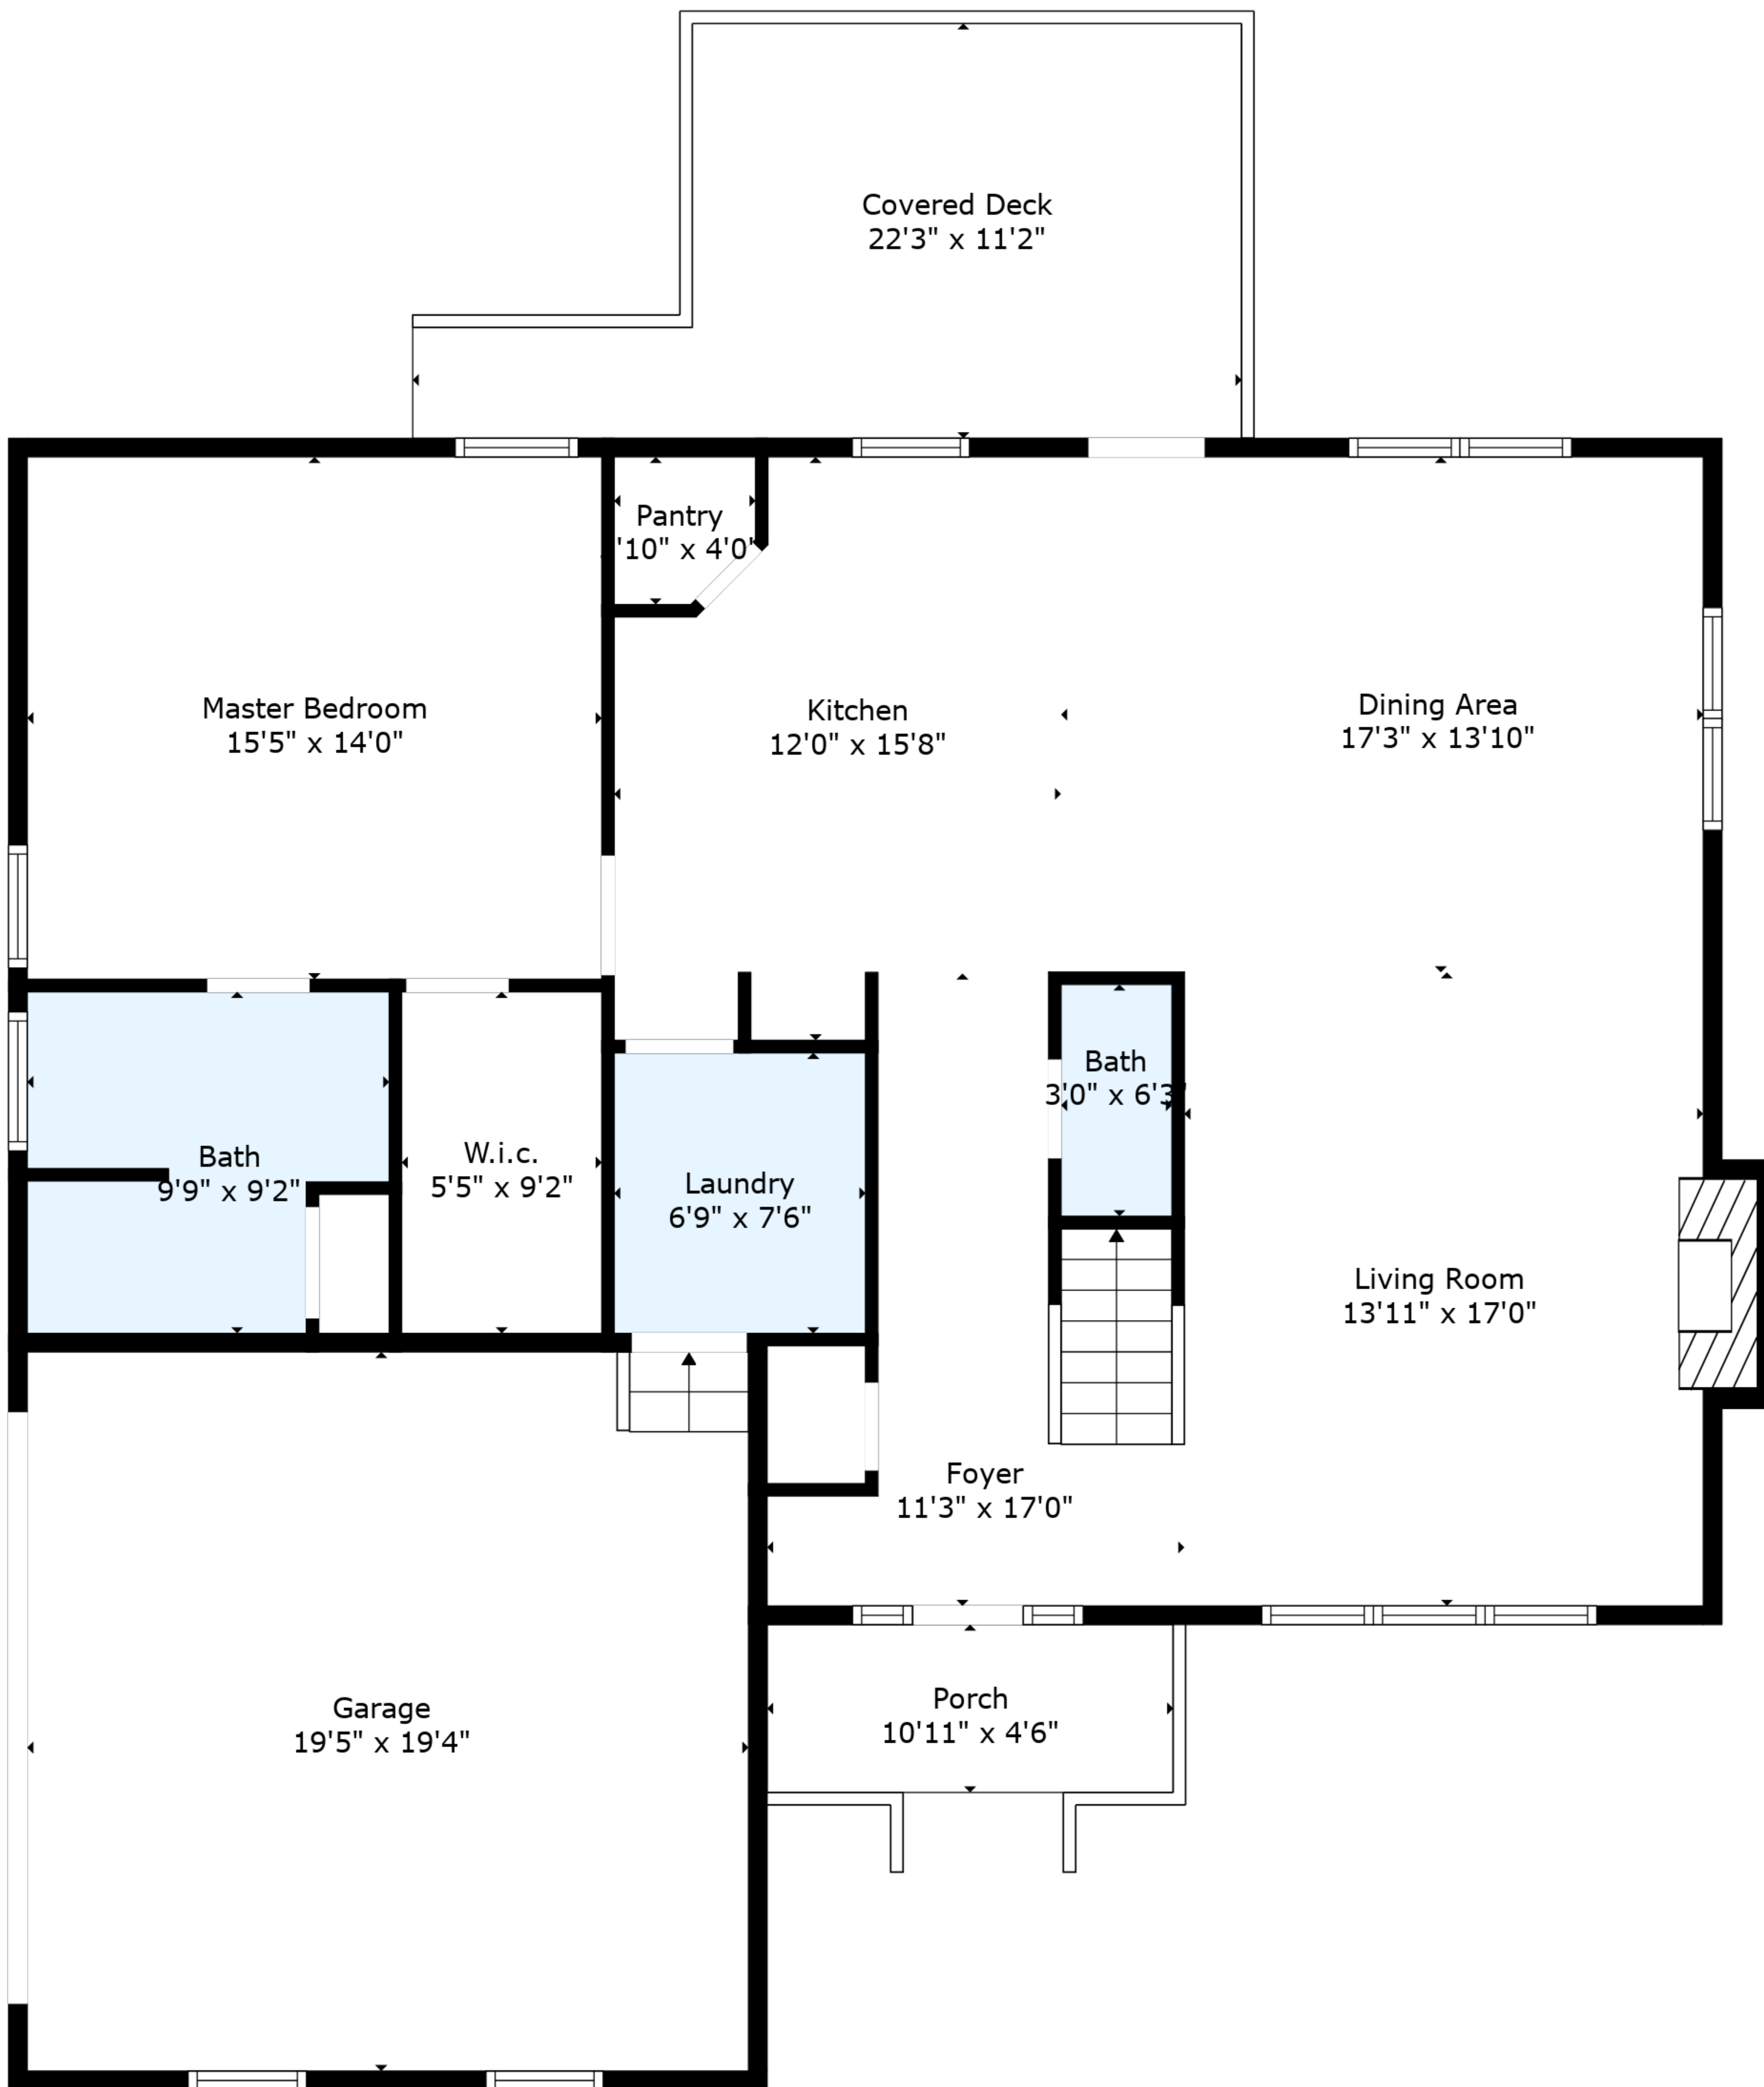 Covered Deck
22'3" x 11'2"
Pantry
'10" x 4'0"
Master Bedroom
15'5" x 14'0"
Kitchen
12'0" x 15'8"
Dining Area
17'3" x 13'10"
Bath
3'0" x 6'3"
Bath
9'9" x 9'2"
W.i.c.
5'5" x 9'2"
Laundry
6'9" x 7'6"
Living Room
13'11" x 17'0"
Foyer
11'3" x 17'0"
Porch
10'11" x 4'6"
Garage
19'5" x 19'4"